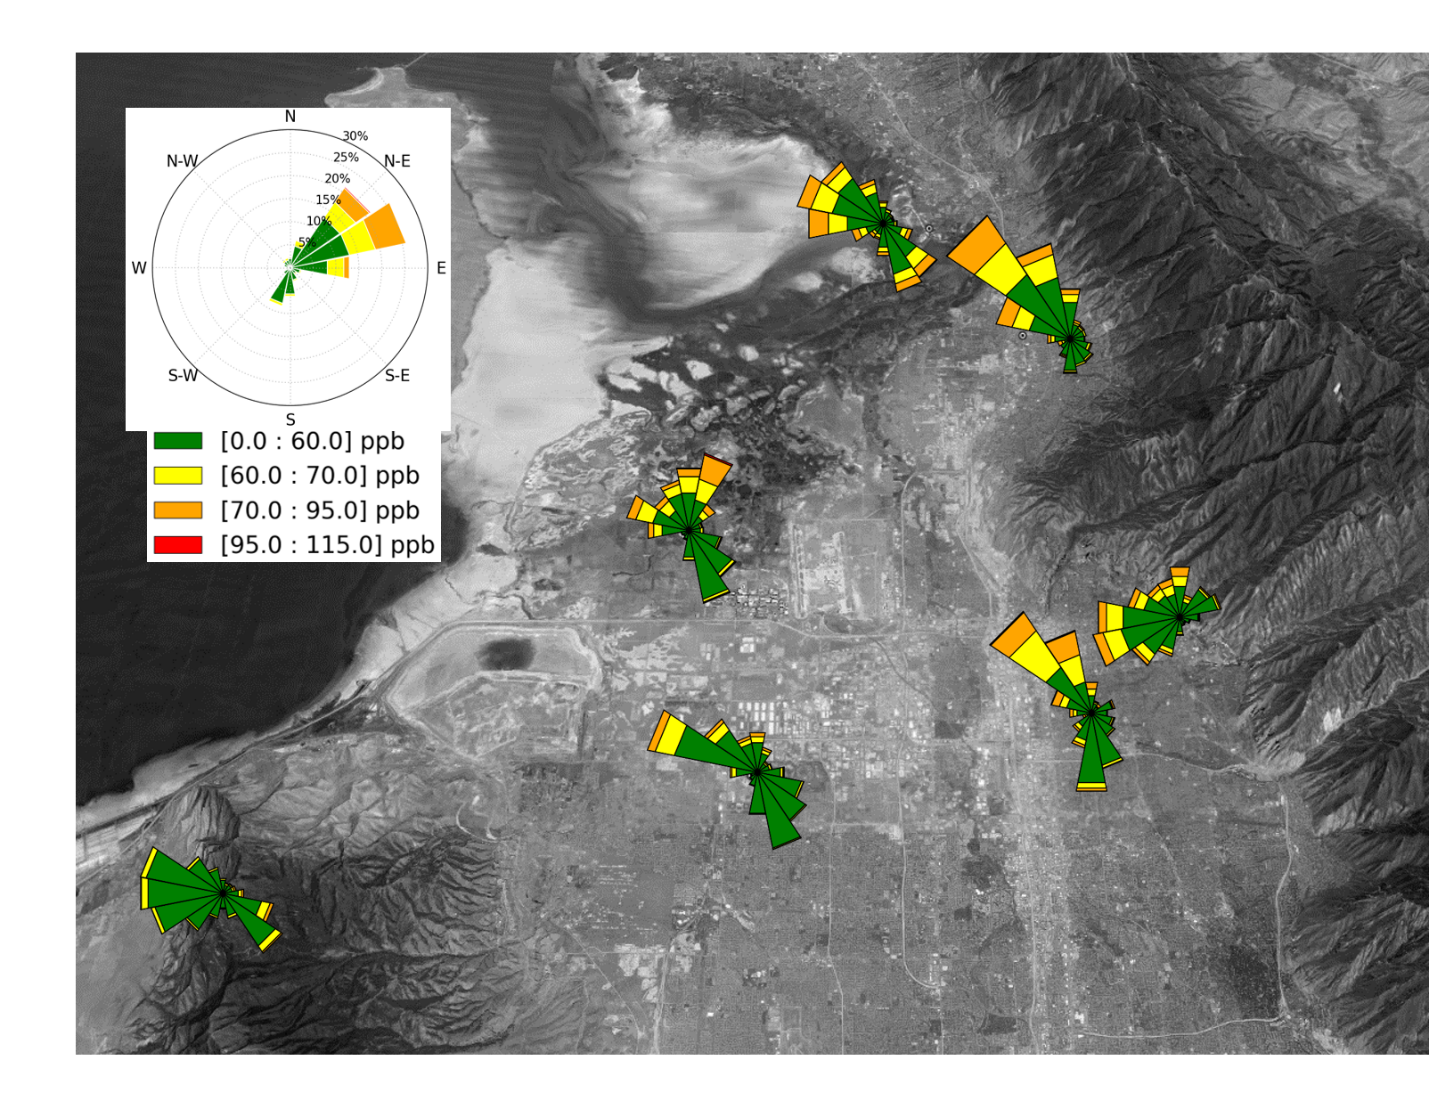 N
30%
N-W
25%
N-E
20%
15%
10%
5%
W
E
S-W
S-E
S
[0.0 : 60.0] ppb
[60.0 : 70.0] ppb
[70.0 : 95.0] ppb
[95.0 : 115.0] ppb